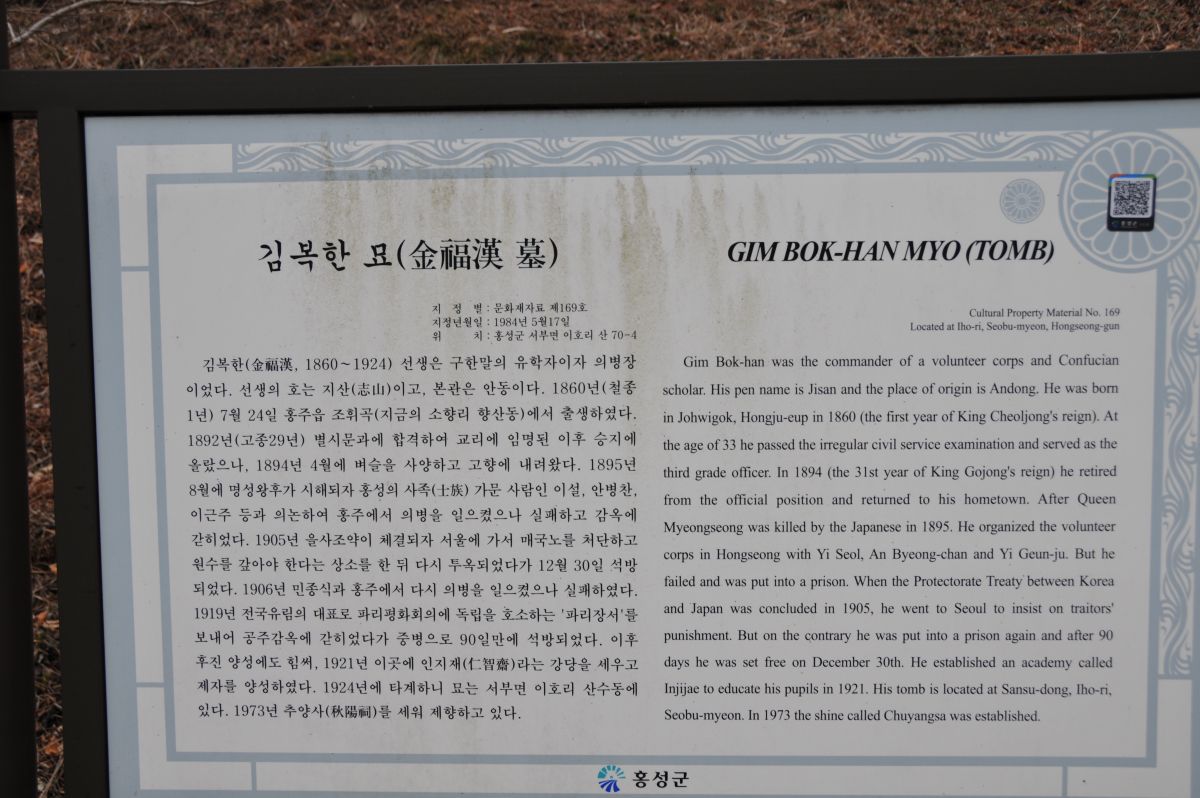 김복한 묘(金福漢 墓)
지 정 별 : 문화재자료 제169호
지정년월일 : 1984년 5월17일
위 치 : 홍성군 서부면 이호리 산 70-4
김복한(金福漢, 1860~1924) 선생은 구한말의 유학자이자 의병장
이었다. 선생의 호는 지산(志山)이고, 본관은 안동이다. 1860년(철종
1년) 7월 24일 홍주읍 조휘곡(지금의 소향리 향산동)에서 출생하였다.
1892년(고종29년) 별시문과에 합격하여 교리에 임명된 이후 승지에
올랐으나, 1894년 4월에 벼슬을 사양하고 고향에 내려왔다. 1895년
8월에 명성왕후가 시해되자 홍성의 사족(士族) 가문 사람인 이설, 안병찬,
이근주 등과 의논하여 홍주에서 의병을 일으켰으나 실패하고 감옥에
갇히었다. 1905년 을사조약이 체결되자 서울에 가서 매국노를 처단하고
원수를 갚아야 한다는 상소를 한 뒤 다시 투옥되었다가 12월 30일 석방
되었다. 1906년 민종식과 홍주에서 다시 의병을 일으켰으나 실패하였다.
1919년 전국유림의 대표로 파리평화회의에 독립을 호소하는 '파리장서'를
보내어 공주감옥에 갇히었다가 중병으로 90일만에 석방되었다. 이후
후진 양성에도 힘써, 1921년 이곳에 인지재(仁智齋)라는 강당을 세우고
제자를 양성하였다. 1924년에 타계하니 묘는 서부면 이호리 산수동에
있다. 1973년 추양사(秋陽祠)를 세워 제향하고 있다.
GIM BOK-HAN MYO (TOMB)
Cultural Property Material No. 169
Located at Iho-ri, Seobu-myeon, Hongseong-gun
Gim Bok-han was the commander of a volunteer corps and Confucian
scholar. His pen name is Jisan and the place of origin is Andong. He was born
in Johwigok, Hongju-eup in 1860 (the first year of King Cheoljong's reign). At
the age of 33 he passed the irregular civil service examination and served as the
third grade officer. In 1894 (the 31st year of King Gojong's reign) he retired
from the official position and returned to his hometown. After Queen
Myeongseong was killed by the Japanese in 1895. He organized the volunteer
corps in Hongseong with Yi Seol, An Byeong-chan and Yi Geun-ju. But he
failed and was put into a prison. When the Protectorate Treaty between Korea
and Japan was concluded in 1905, he went to Seoul to insist on traitors'
punishment. But on the contrary he was put into a prison again and after 90
days he was set free on December 30th. He established an academy called
Injijae to educate his pupils in 1921. His tomb is located at Sansu-dong, Iho-ri,
Seobu-myeon. In 1973 the shine called Chuyangsa was established.
홍성군
홍성군